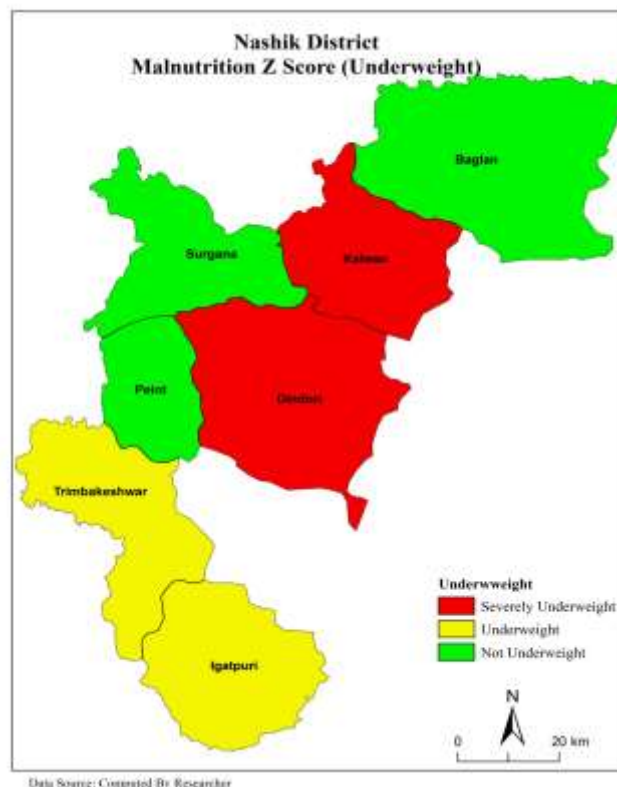 Nashik District
Malnutrition Z Score (Underweight)
Baglan
Surgana
Kalwan
Peint
Dindori
Trimbakeshwar
Igatpuri
Underwweight
Severely Underweight
Underweight
Not Underweight
N
0 20 km
Data Source: Computed By Researcher